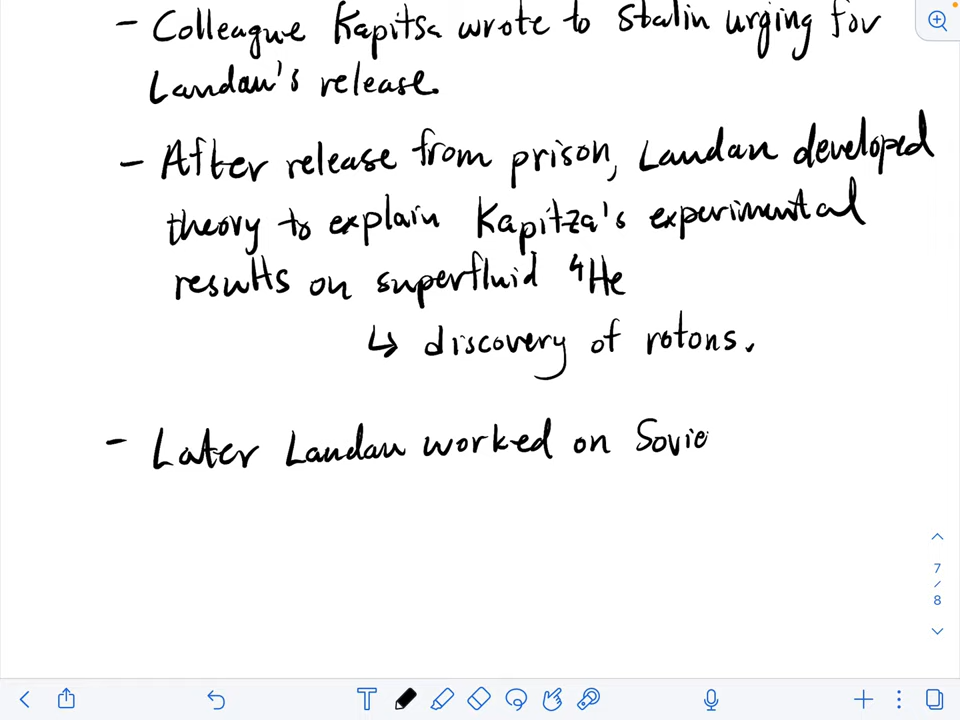 - Colleague Kapitsa wrote to Stalin urging for
Landau's release.
- After release from prison, Landau developed
theory to explain Kapitza's experimental
results on superfluid ⁴He
↳ discovery of rotons.
- Later Landau worked on Sovie
7
/
8
T